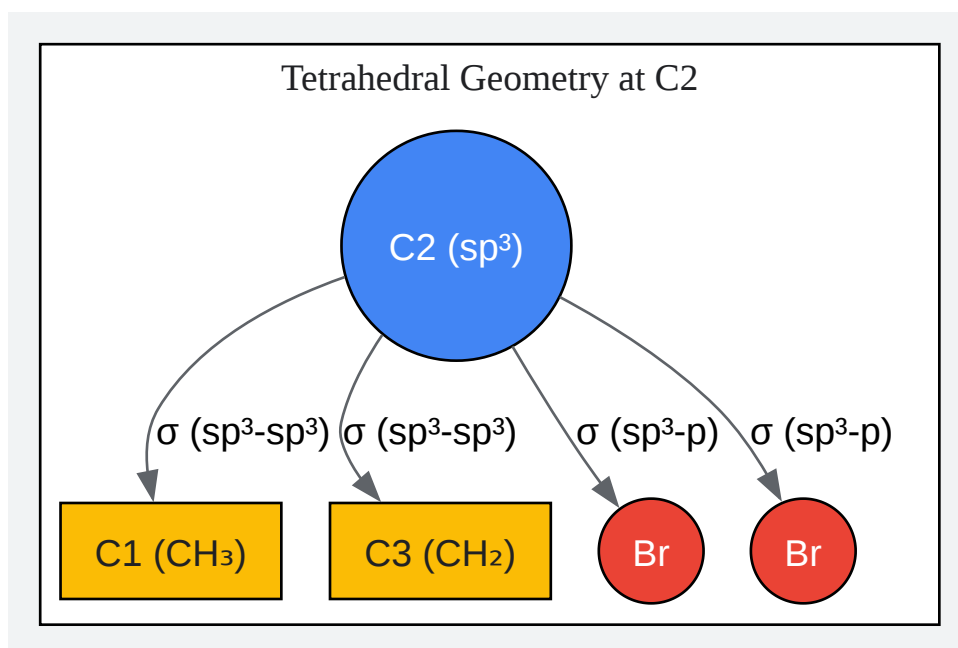 Tetrahedral Geometry at C2
C2 (sp³)
σ (sp³-sp³) σ (sp³-sp³) σ (sp³-p) σ (sp³-p)
C1 (CH₃) C3 (CH₂) Br Br